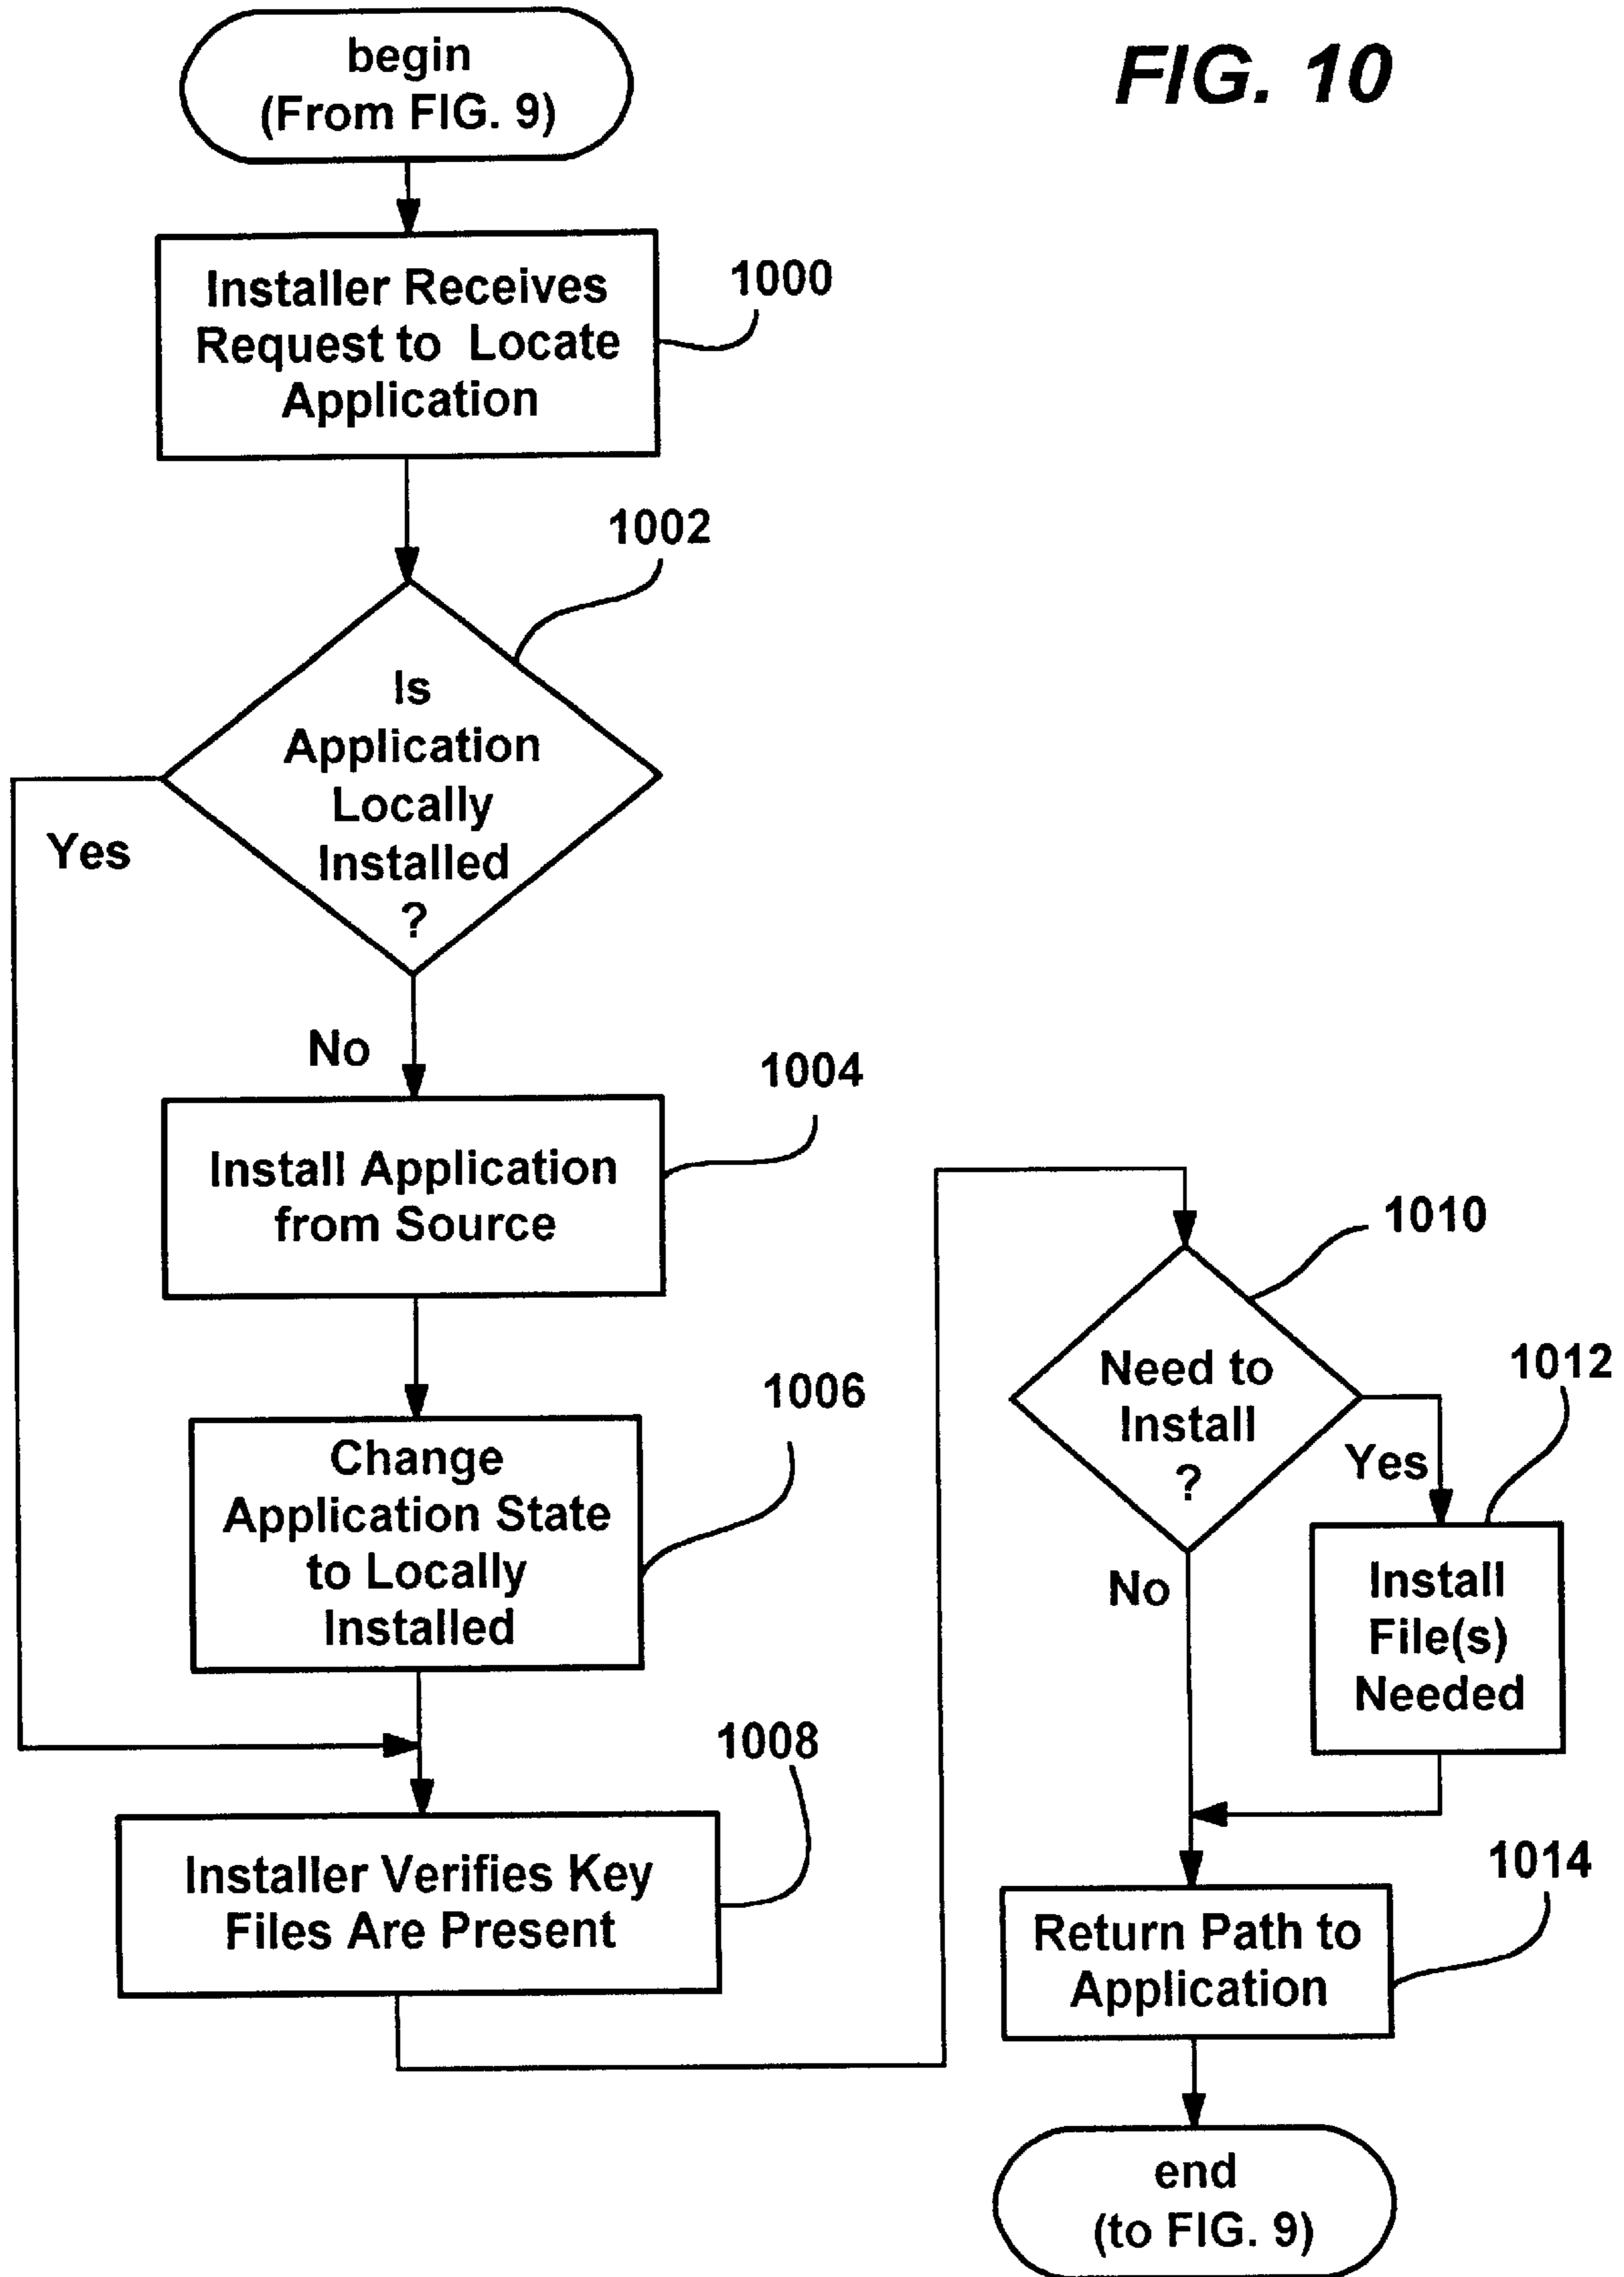 FIG. 10
begin
(From FIG. 9)
Installer Receives
Request to Locate
Application
1000
1002
Is
Application
Locally
Installed
?
Yes
No
1004
Install Application
from Source
1006
Change
Application State
to Locally
Installed
1008
Installer Verifies Key
Files Are Present
1010
Need to
Install
?
Yes
No
1012
Install
File(s)
Needed
1014
Return Path to
Application
end
(to FIG. 9)